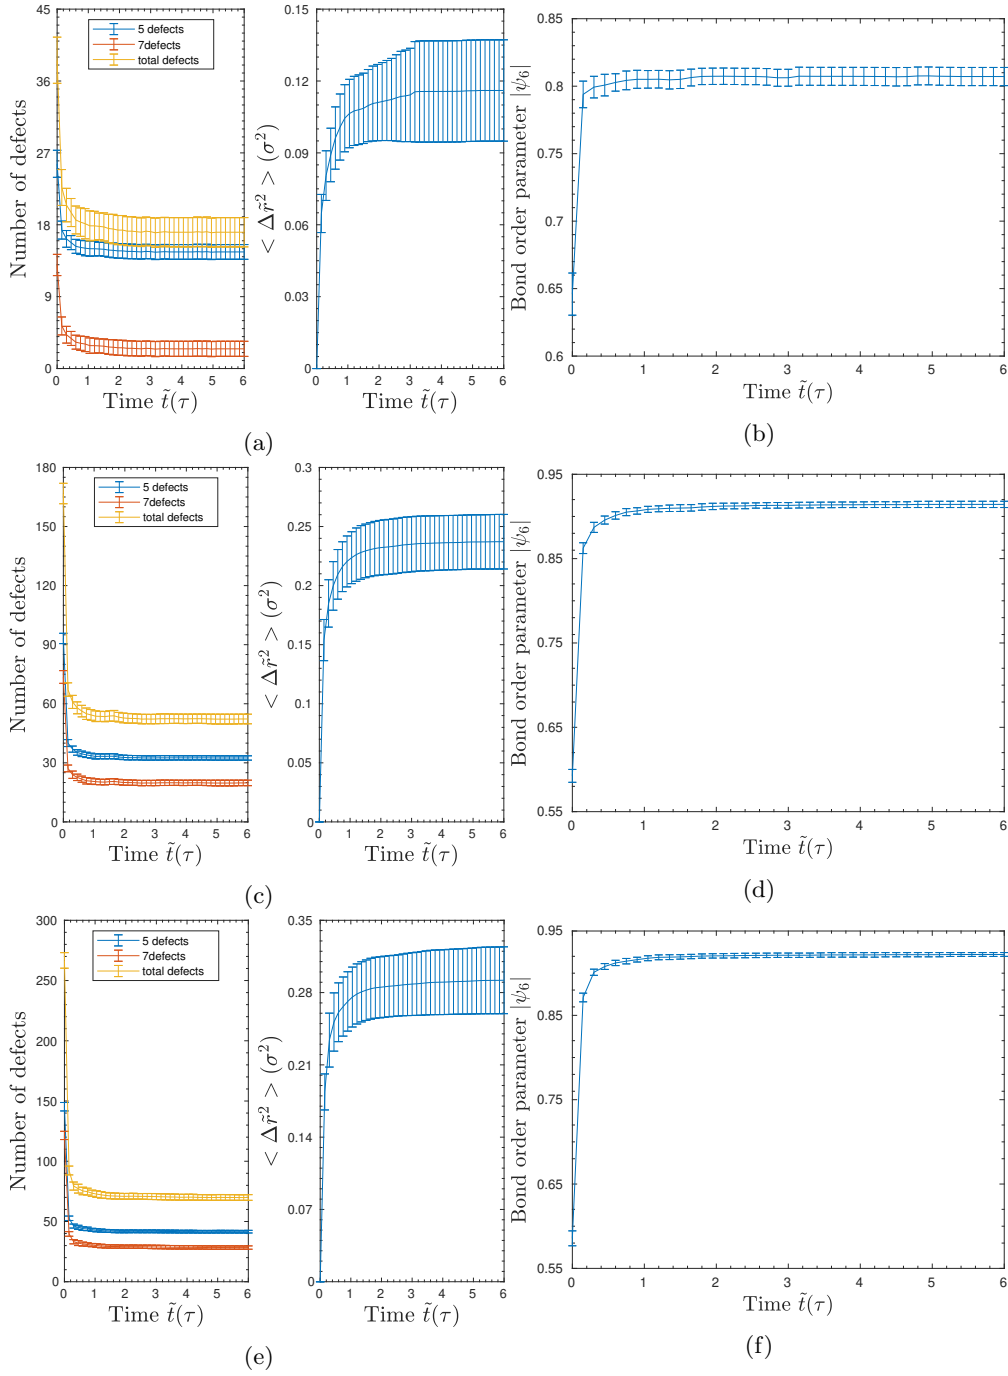 45
36
27
18
9
0
Number of defects
5 defects
7defects
total defects
0 1 2 3 4 5 6
Time t̃(τ)
0.15
0.12
0.09
0.06
0.03
0
< Δr̃² > (σ²)
0 1 2 3 4 5 6
Time t̃(τ)
(a)
0.85
0.8
0.75
0.7
0.65
0.6
Bond order parameter |ψ₆|
0 1 2 3 4 5 6
Time t̃(τ)
(b)
180
150
120
90
60
30
0
Number of defects
5 defects
7defects
total defects
0 1 2 3 4 5 6
Time t̃(τ)
0.3
0.25
0.2
0.15
0.1
0.05
0
< Δr̃² > (σ²)
0 1 2 3 4 5 6
Time t̃(τ)
(c)
0.95
0.85
0.75
0.65
0.55
Bond order parameter |ψ₆|
0 1 2 3 4 5 6
Time t̃(τ)
(d)
300
250
200
150
100
50
0
Number of defects
5 defects
7defects
total defects
0 1 2 3 4 5 6
Time t̃(τ)
0.35
0.28
0.21
0.14
0.07
0
< Δr̃² > (σ²)
0 1 2 3 4 5 6
Time t̃(τ)
(e)
0.95
0.85
0.75
0.65
0.55
Bond order parameter |ψ₆|
0 1 2 3 4 5 6
Time t̃(τ)
(f)